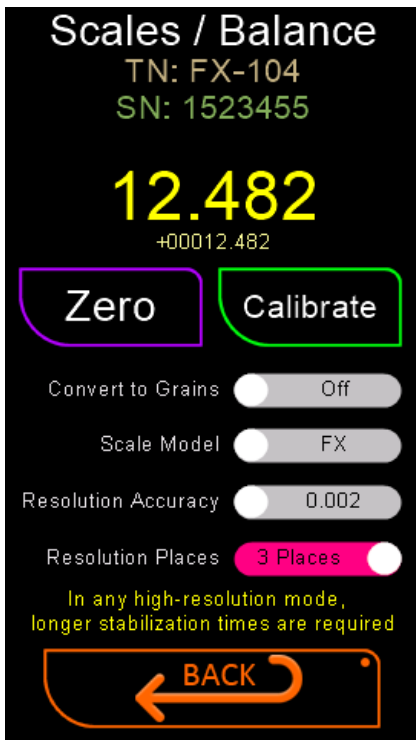 Scales / Balance
TN: FX-104
SN: 1523455
12.482
+00012.482
Zero
Calibrate
Convert to Grains Off
Scale Model FX
Resolution Accuracy 0.002
Resolution Places 3 Places
In any high-resolution mode,
longer stabilization times are required
BACK